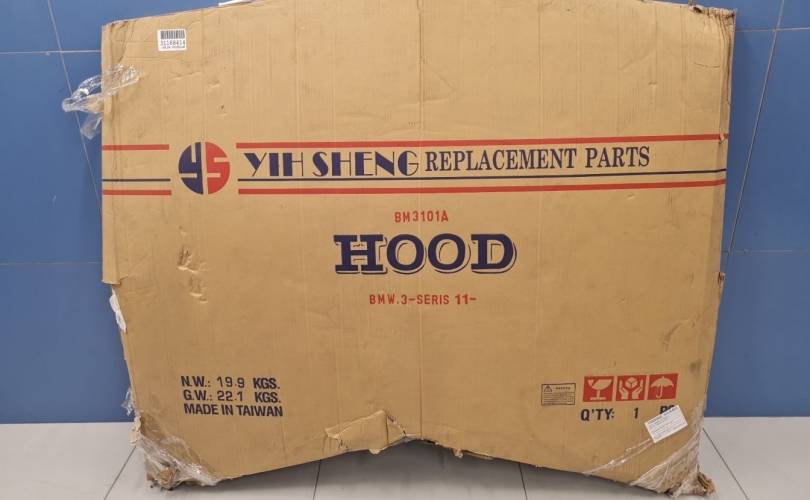 31168414
YS YIH SHENG REPLACEMENT PARTS
BM3101A
HOOD
BMW.3-SERIS 11-
N.W.: 19.9 KGS.
G.W.: 22.1 KGS.
MADE IN TAIWAN
Q'TY: 1